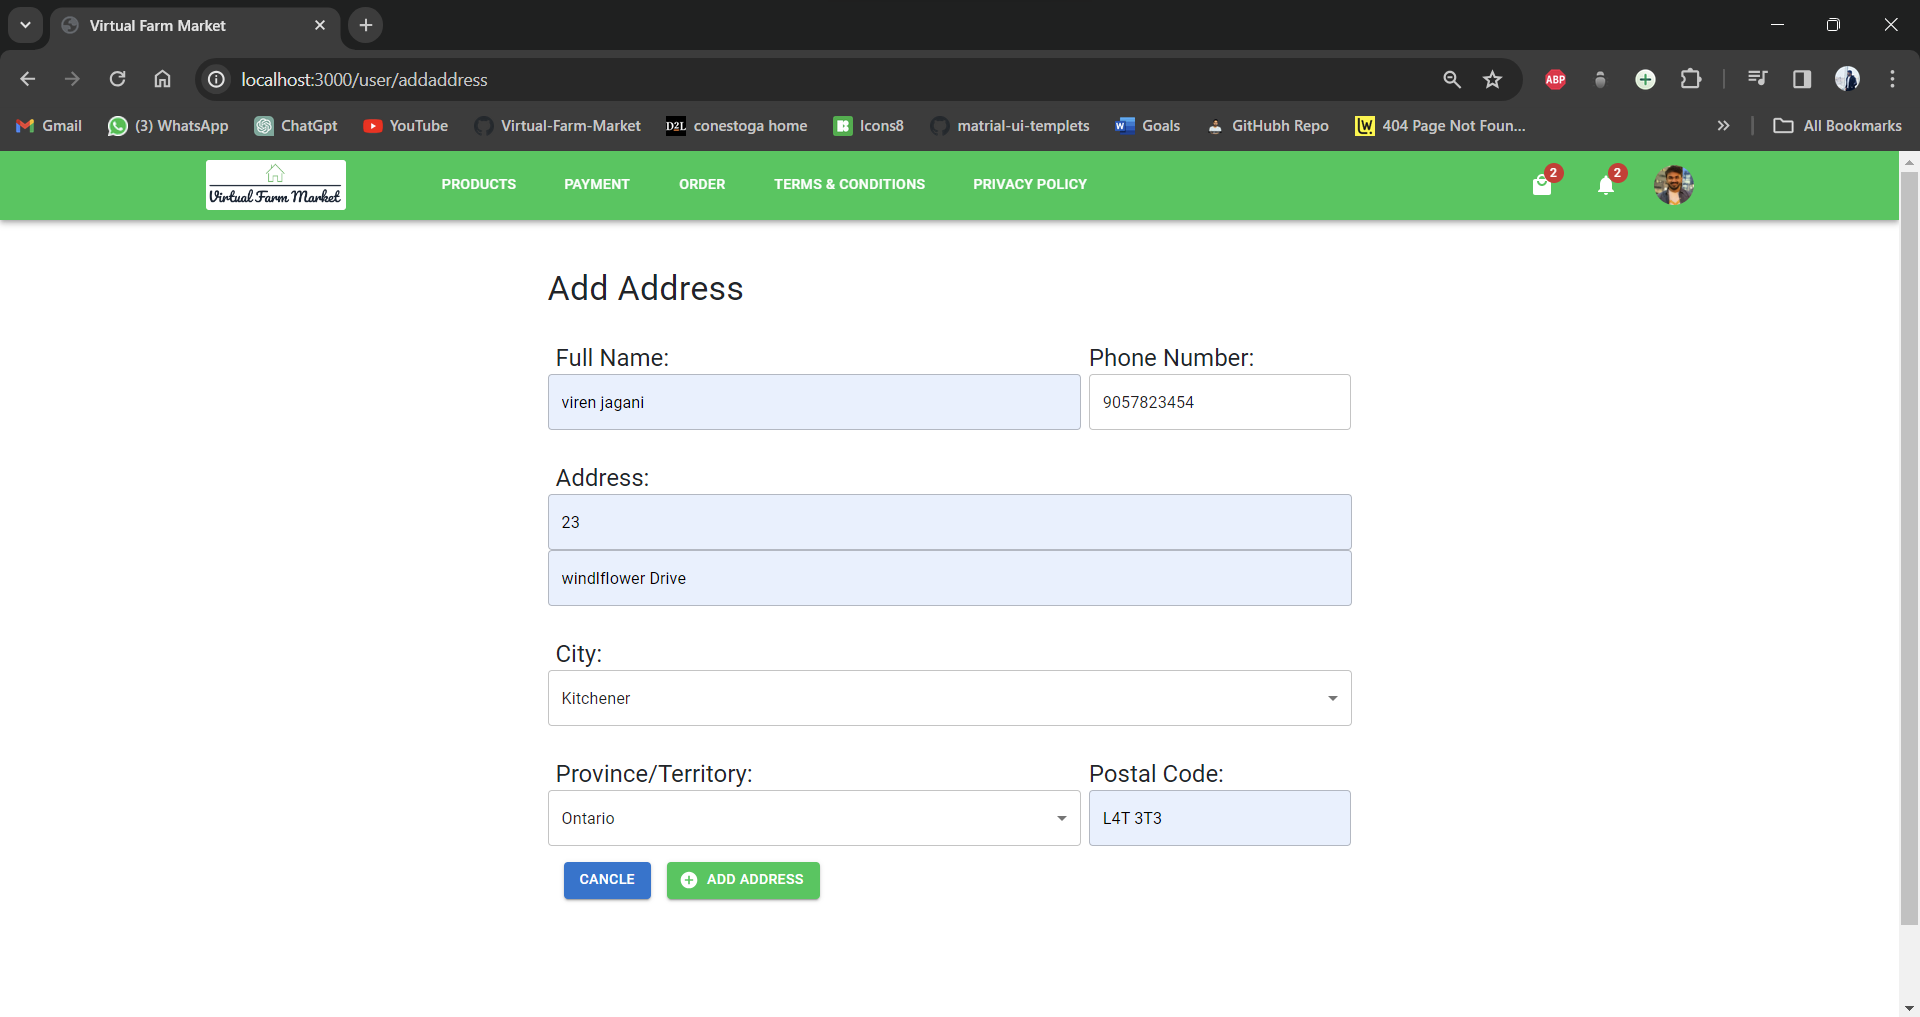 Virtual Farm Market
localhost:3000/user/addaddress
ABP
Gmail (3) WhatsApp ChatGpt YouTube Virtual-Farm-Market D2L conestoga home Icons8 matrial-ui-templets W Goals GitHubh Repo LW 404 Page Not Foun... All Bookmarks
Virtual Farm Market
PRODUCTS PAYMENT ORDER TERMS & CONDITIONS PRIVACY POLICY 2 2
Add Address
Full Name: Phone Number:
viren jagani 9057823454
Address:
23
windlflower Drive
City:
Kitchener
Province/Territory: Postal Code:
Ontario L4T 3T3
CANCLE ADD ADDRESS